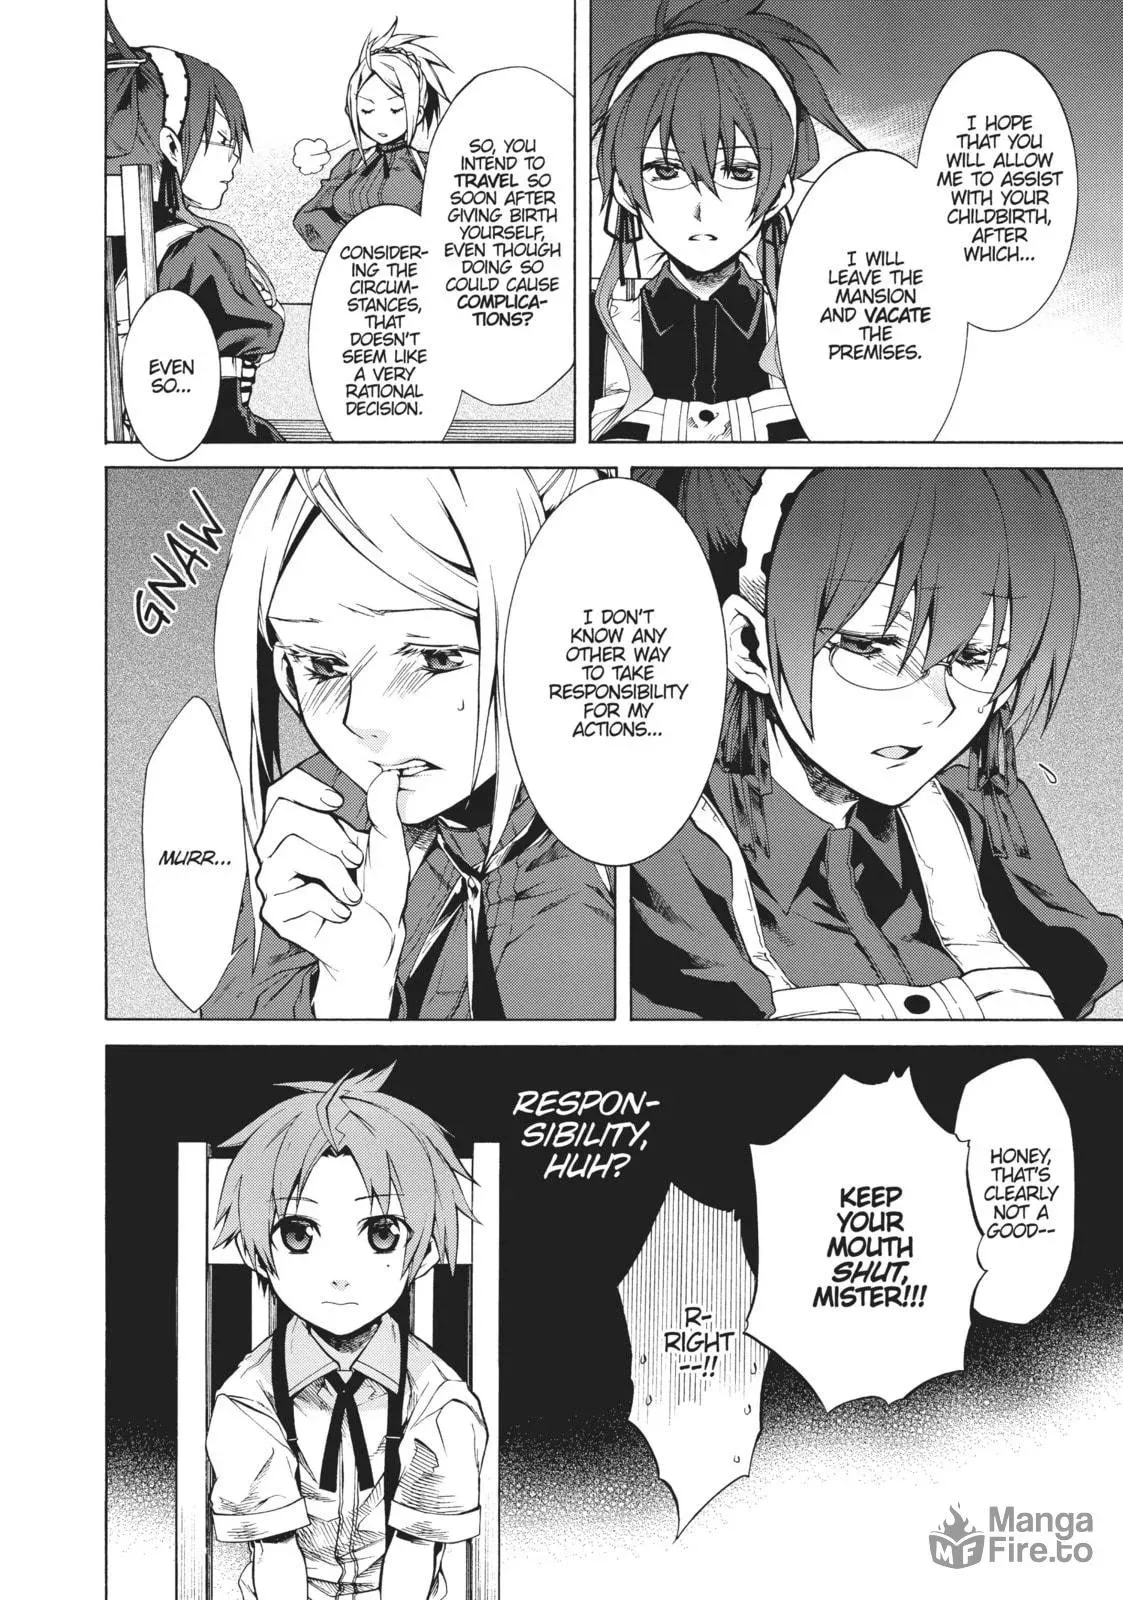 I HOPE
THAT YOU
WILL ALLOW
ME TO ASSIST
WITH YOUR
CHILDBIRTH,
AFTER
WHICH...
I WILL
LEAVE THE
MANSION
AND VACATE
THE
PREMISES.
SO, YOU
INTEND TO
TRAVEL SO
SOON AFTER
GIVING BIRTH
YOURSELF,
EVEN THOUGH
DOING SO
COULD CAUSE
COMPLICA-
TIONS?
CONSIDER-
ING THE
CIRCUM-
STANCES,
THAT
DOESN'T
SEEM LIKE
A VERY
RATIONAL
DECISION.
EVEN
SO...
I DON'T
KNOW ANY
OTHER WAY
TO TAKE
RESPONSIBILITY
FOR MY
ACTIONS...
GNAW
MURR...
HONEY,
THAT'S
CLEARLY
NOT A
GOOD--
KEEP
YOUR
MOUTH
SHUT,
MISTER!!!
R-
RIGHT
--!!
RESPON-
SIBILITY,
HUH?
MF
Manga
Fire.to